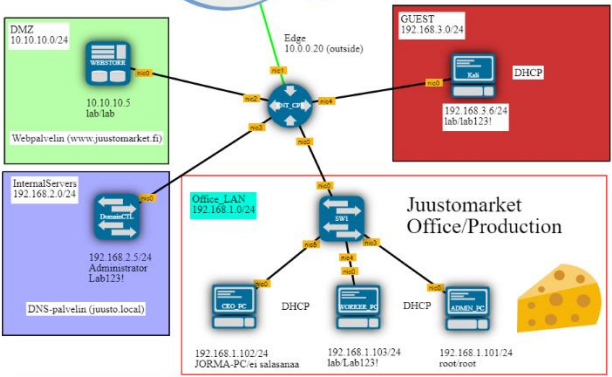 DMZ
10.10.10.0/24
WEBSTORE
nic0
10.10.10.5
lab/lab
Webpalvelin (www.juustomarket.fi)
Edge
10.0.0.20 (outside)
nic1
nic2
nic3
nic4
GUEST
192.168.3.0/24
Kali
nic0
DHCP
192.168.3.6/24
lab/lab123!
InternalServers
192.168.2.0/24
DomainCTL
nic0
192.168.2.5/24
Administrator
Lab123!
DNS-palvelin (juusto.local)
Office_LAN
192.168.1.0/24
nic0
SW1
nic4
nic3
Juustomarket
Office/Production
CEO_PC
nic0
DHCP
WORKER_PC
nic0
DHCP
ADMIN_PC
nic0
192.168.1.102/24
JORMA-PC/ei salasanaa
192.168.1.103/24
lab/Lab123!
192.168.1.101/24
root/root